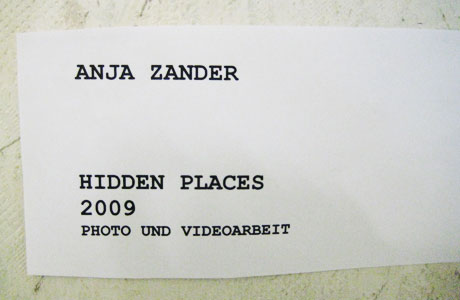 ANJA ZANDER
HIDDEN PLACES
2009
PHOTO UND VIDEOARBEIT